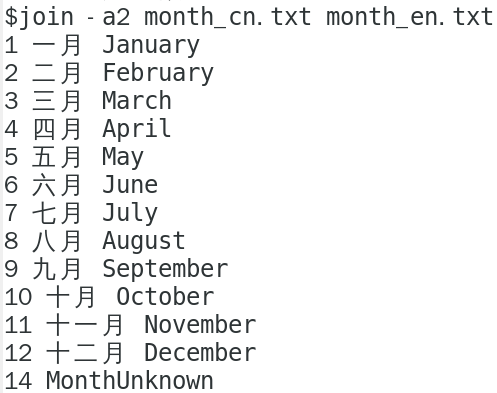 $join -a2 month_cn.txt month_en.txt
1 一月 January
2 二月 February
3 三月 March
4 四月 April
5 五月 May
6 六月 June
7 七月 July
8 八月 August
9 九月 September
10 十月 October
11 十一月 November
12 十二月 December
14 MonthUnknown